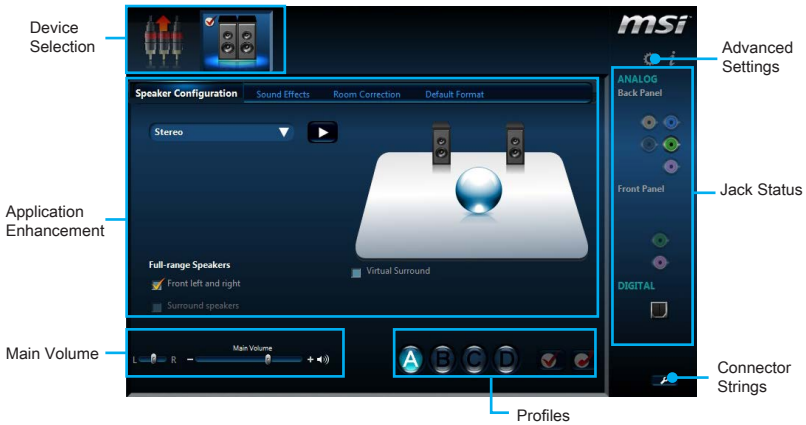 Device
Selection
msi
Advanced
Settings
Speaker Configuration Sound Effects Room Correction Default Format
ANALOG
Back Panel
Stereo
Front Panel
Jack Status
Application
Enhancement
Full-range Speakers
Front left and right
Virtual Surround
Surround speakers
DIGITAL
Main Volume
Main Volume
L R - +
A B C D
Connector
Strings
Profiles